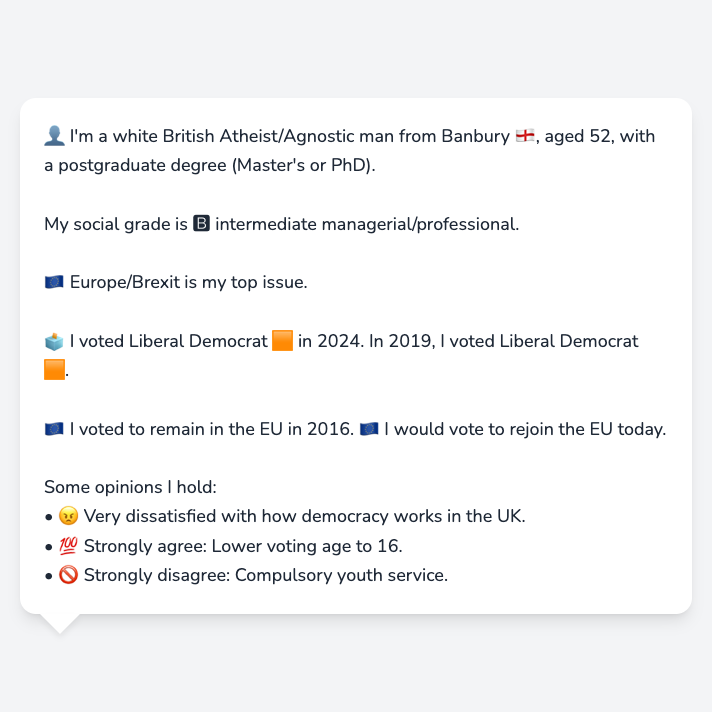 👤 I'm a white British Atheist/Agnostic man from Banbury 🏴󠁧󠁢󠁥󠁮󠁧󠁿, aged 52, with
a postgraduate degree (Master's or PhD).
My social grade is 🅱 intermediate managerial/professional.
🇪🇺 Europe/Brexit is my top issue.
🗳️ I voted Liberal Democrat 🟧 in 2024. In 2019, I voted Liberal Democrat
🟧.
🇪🇺 I voted to remain in the EU in 2016. 🇪🇺 I would vote to rejoin the EU today.
Some opinions I hold:
• 😠 Very dissatisfied with how democracy works in the UK.
• 💯 Strongly agree: Lower voting age to 16.
• 🚫 Strongly disagree: Compulsory youth service.